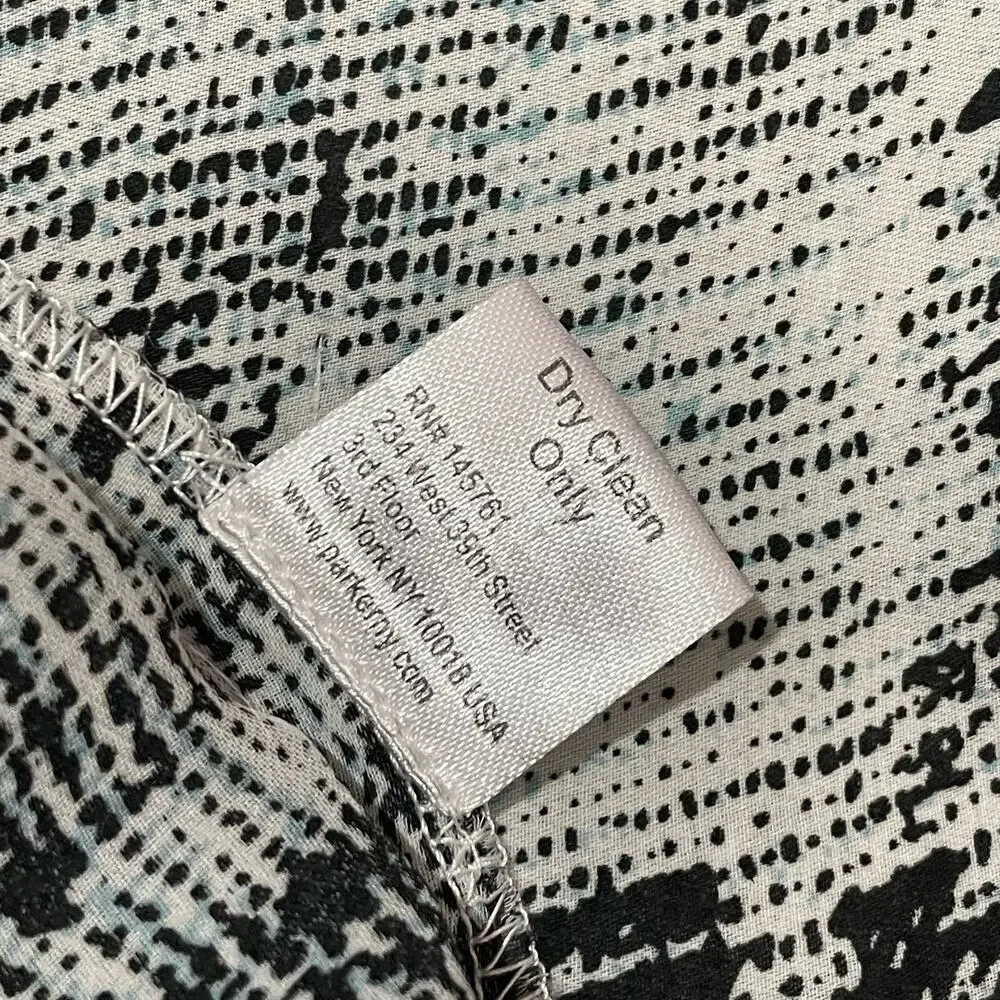 Dry Clean
Only
RN# 145761
234 West 39th Street
3rd Floor
New York NY 10018 USA
www.parkerny.com